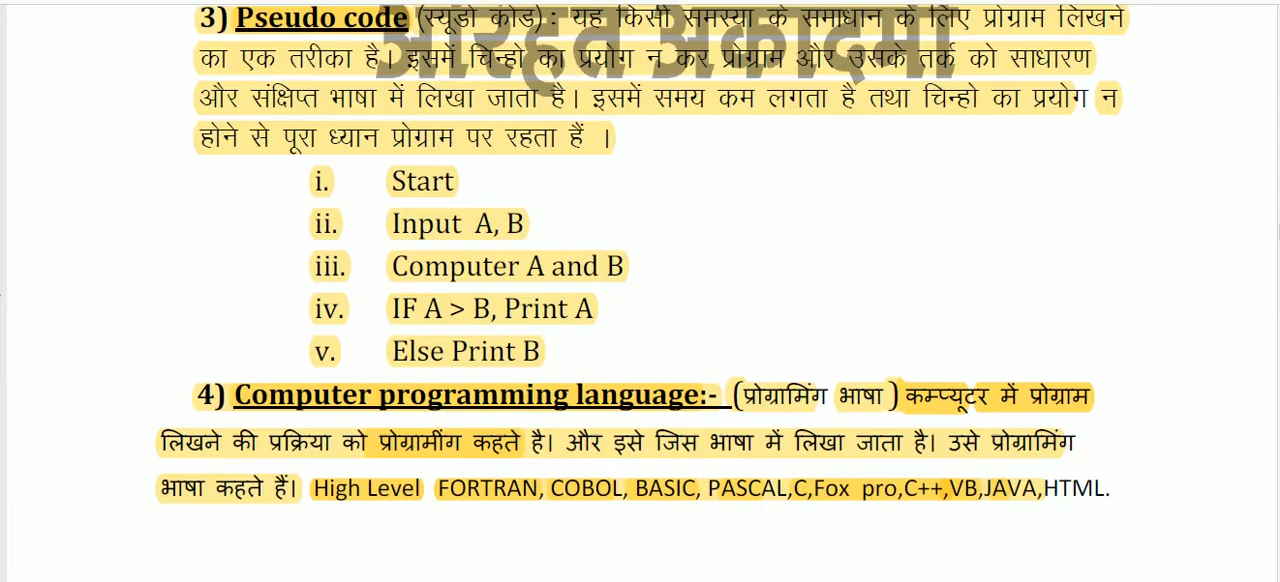 3) Pseudo code (स्यूडो कोड) : यह किसी समस्या के समाधान के लिए प्रोग्राम लिखने
का एक तरीका है। इसमें चिन्हो का प्रयोग न कर प्रोग्राम और उसके तर्क को साधारण
और संक्षिप्त भाषा में लिखा जाता है। इसमें समय कम लगता है तथा चिन्हो का प्रयोग न
होने से पूरा ध्यान प्रोग्राम पर रहता हैं ।
i. Start
ii. Input A, B
iii. Computer A and B
iv. IF A > B, Print A
v. Else Print B
4) Computer programming language:- (प्रोग्रामिंग भाषा ) कम्प्यूटर में प्रोग्राम
लिखने की प्रक्रिया को प्रोग्रामींग कहते है। और इसे जिस भाषा में लिखा जाता है। उसे प्रोग्रामिंग
भाषा कहते हैं। High Level FORTRAN, COBOL, BASIC, PASCAL,C,Fox pro,C++,VB,JAVA,HTML.